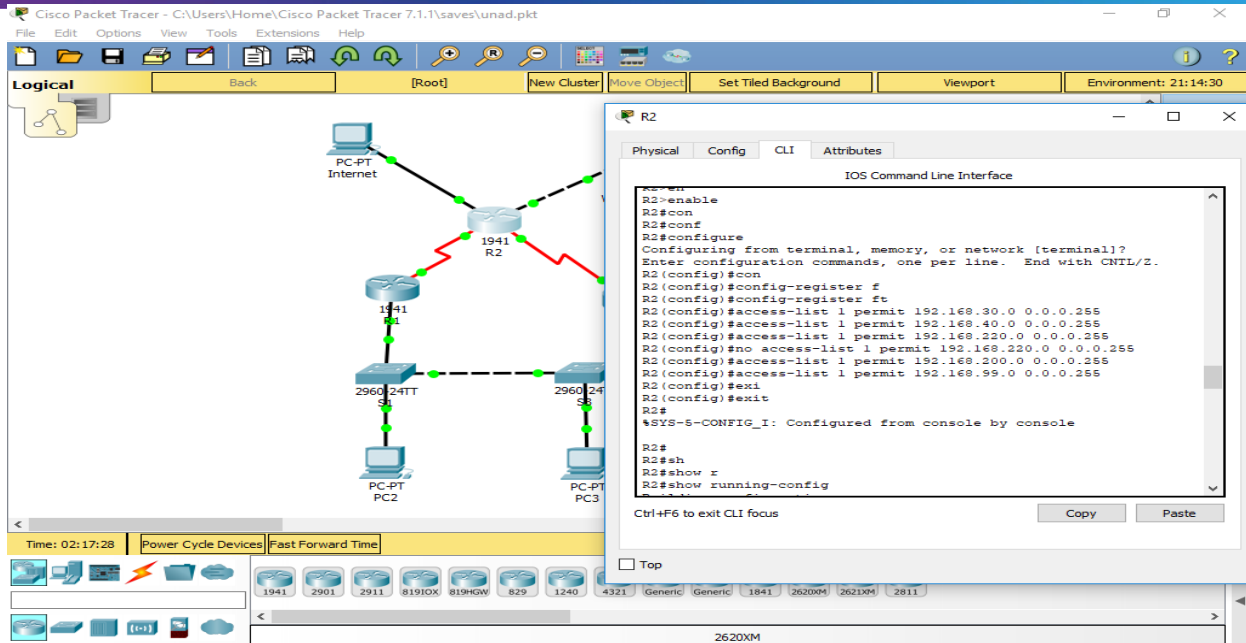 Cisco Packet Tracer - C:\Users\Home\Cisco Packet Tracer 7.1.1\saves\unad.pkt
File Edit Options View Tools Extensions Help
Logical Back [Root] New Cluster Move Object Set Tiled Background Viewport Environment: 21:14:30
PC-PT
Internet
1941
R2
1941
R1
2960-24TT
S1
2960-24
S3
PC-PT
PC2
PC-PT
PC3
R2
Physical Config CLI Attributes
IOS Command Line Interface
R2>en
R2>enable
R2#con
R2#conf
R2#configure
Configuring from terminal, memory, or network [terminal]?
Enter configuration commands, one per line. End with CNTL/Z.
R2(config)#con
R2(config)#config-register f
R2(config)#config-register ft
R2(config)#access-list 1 permit 192.168.30.0 0.0.0.255
R2(config)#access-list 1 permit 192.168.40.0 0.0.0.255
R2(config)#access-list 1 permit 192.168.220.0 0.0.0.255
R2(config)#no access-list 1 permit 192.168.220.0 0.0.0.255
R2(config)#access-list 1 permit 192.168.200.0 0.0.0.255
R2(config)#access-list 1 permit 192.168.99.0 0.0.0.255
R2(config)#exi
R2(config)#exit
R2#
%SYS-5-CONFIG_I: Configured from console by console
R2#
R2#sh
R2#show r
R2#show running-config
Ctrl+F6 to exit CLI focus Copy Paste
Top
Time: 02:17:28 Power Cycle Devices Fast Forward Time
1941 2901 2911 819IOX 819HGW 829 1240 4321 Generic Generic 1841 2620XM 2621XM 2811
2620XM